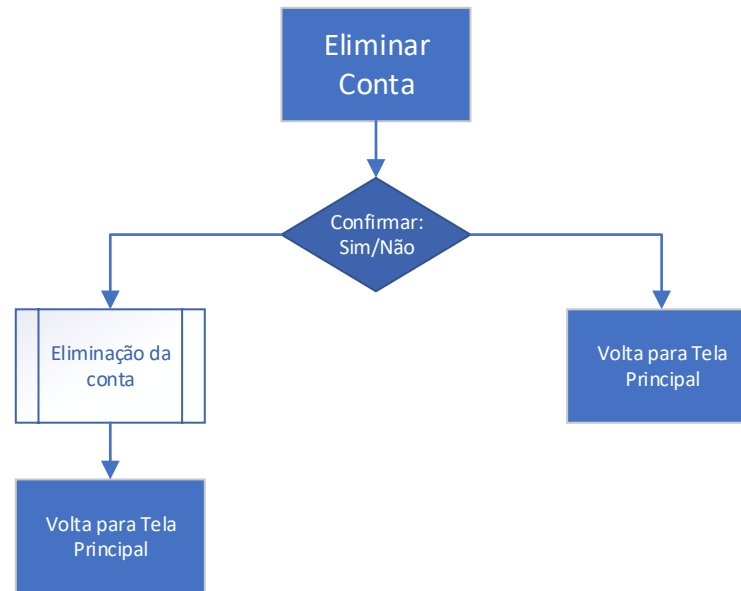 Eliminar
Conta
Confirmar:
Sim/Não
Eliminação da
conta
Volta para Tela
Principal
Volta para Tela
Principal